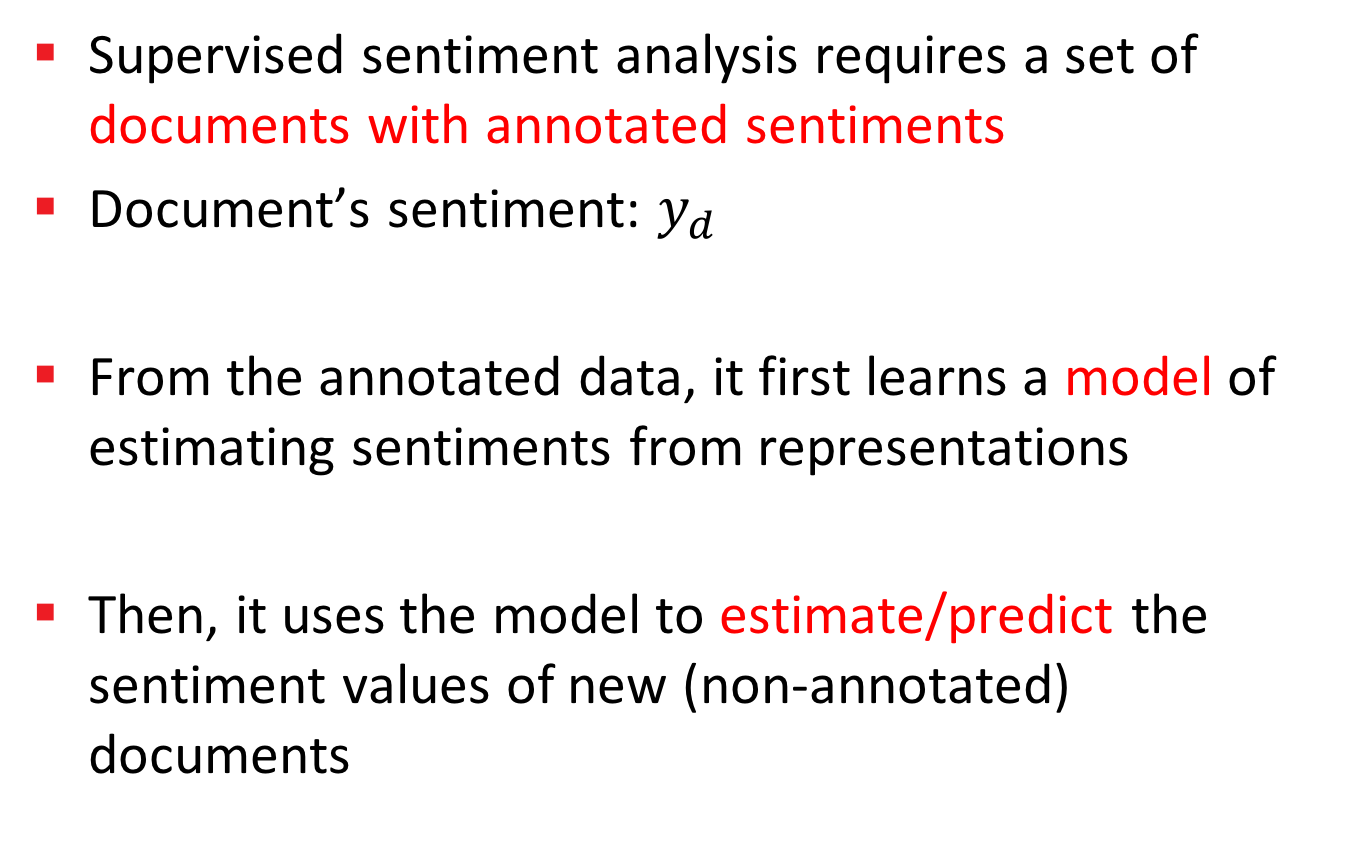 ▪ Supervised sentiment analysis requires a set of
documents with annotated sentiments
▪ Document’s sentiment: $y_d$
▪ From the annotated data, it first learns a model of
estimating sentiments from representations
▪ Then, it uses the model to estimate/predict the
sentiment values of new (non-annotated)
documents